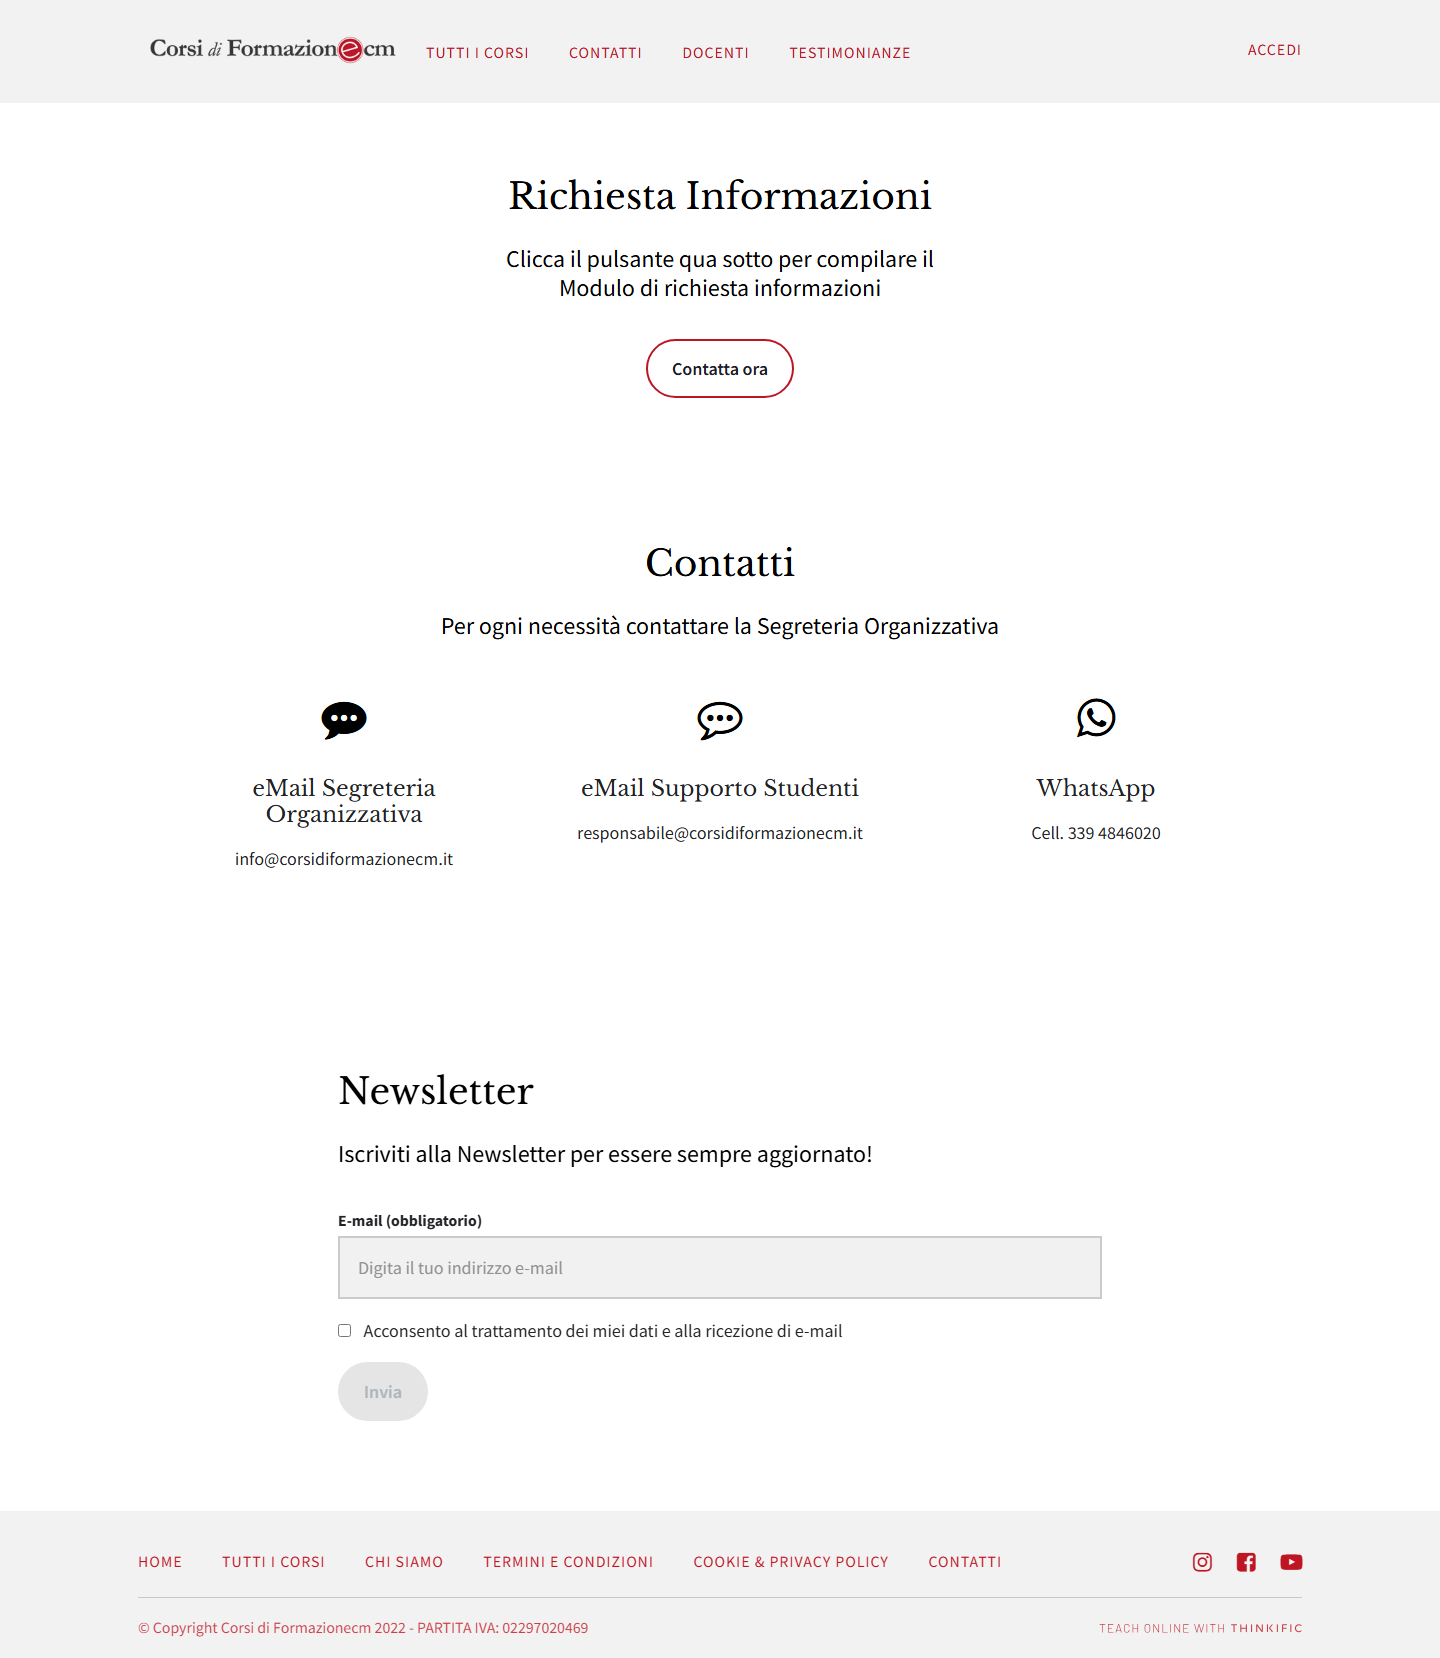 Corsi di Formazionecm
TUTTI I CORSI
CONTATTI
DOCENTI
TESTIMONIANZE
ACCEDI
Richiesta Informazioni
Clicca il pulsante qua sotto per compilare il
Modulo di richiesta informazioni
Contatta ora
Contatti
Per ogni necessità contattare la Segreteria Organizzativa
eMail Segreteria
Organizzativa
info@corsidiformazionecm.it
eMail Supporto Studenti
responsabile@corsidiformazionecm.it
WhatsApp
Cell. 339 4846020
Newsletter
Iscriviti alla Newsletter per essere sempre aggiornato!
E-mail (obbligatorio)
Digita il tuo indirizzo e-mail
Acconsento al trattamento dei miei dati e alla ricezione di e-mail
Invia
HOME
TUTTI I CORSI
CHI SIAMO
TERMINI E CONDIZIONI
COOKIE & PRIVACY POLICY
CONTATTI
© Copyright Corsi di Formazionecm 2022 - PARTITA IVA: 02297020469
TEACH ONLINE WITH THINKIFIC